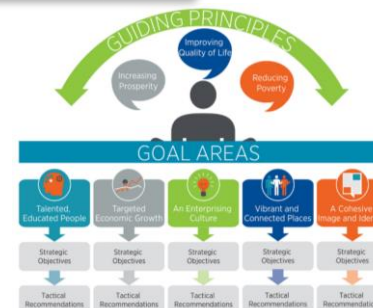 GUIDING PRINCIPLES
Improving
Quality of Life
Increasing
Prosperity
Reducing
Poverty
GOAL AREAS
Talented,
Educated People
Targeted
Economic Growth
An Enterprising
Culture
Vibrant and
Connected Places
A Cohesive
Image and
Strategic
Objectives
Strategic
Objectives
Strategic
Objectives
Strategic
Objectives
Strategic
Objectives
Tactical
Recommendations
Tactical
Recommendations
Tactical
Recommendations
Tactical
Recommendations
Tactical